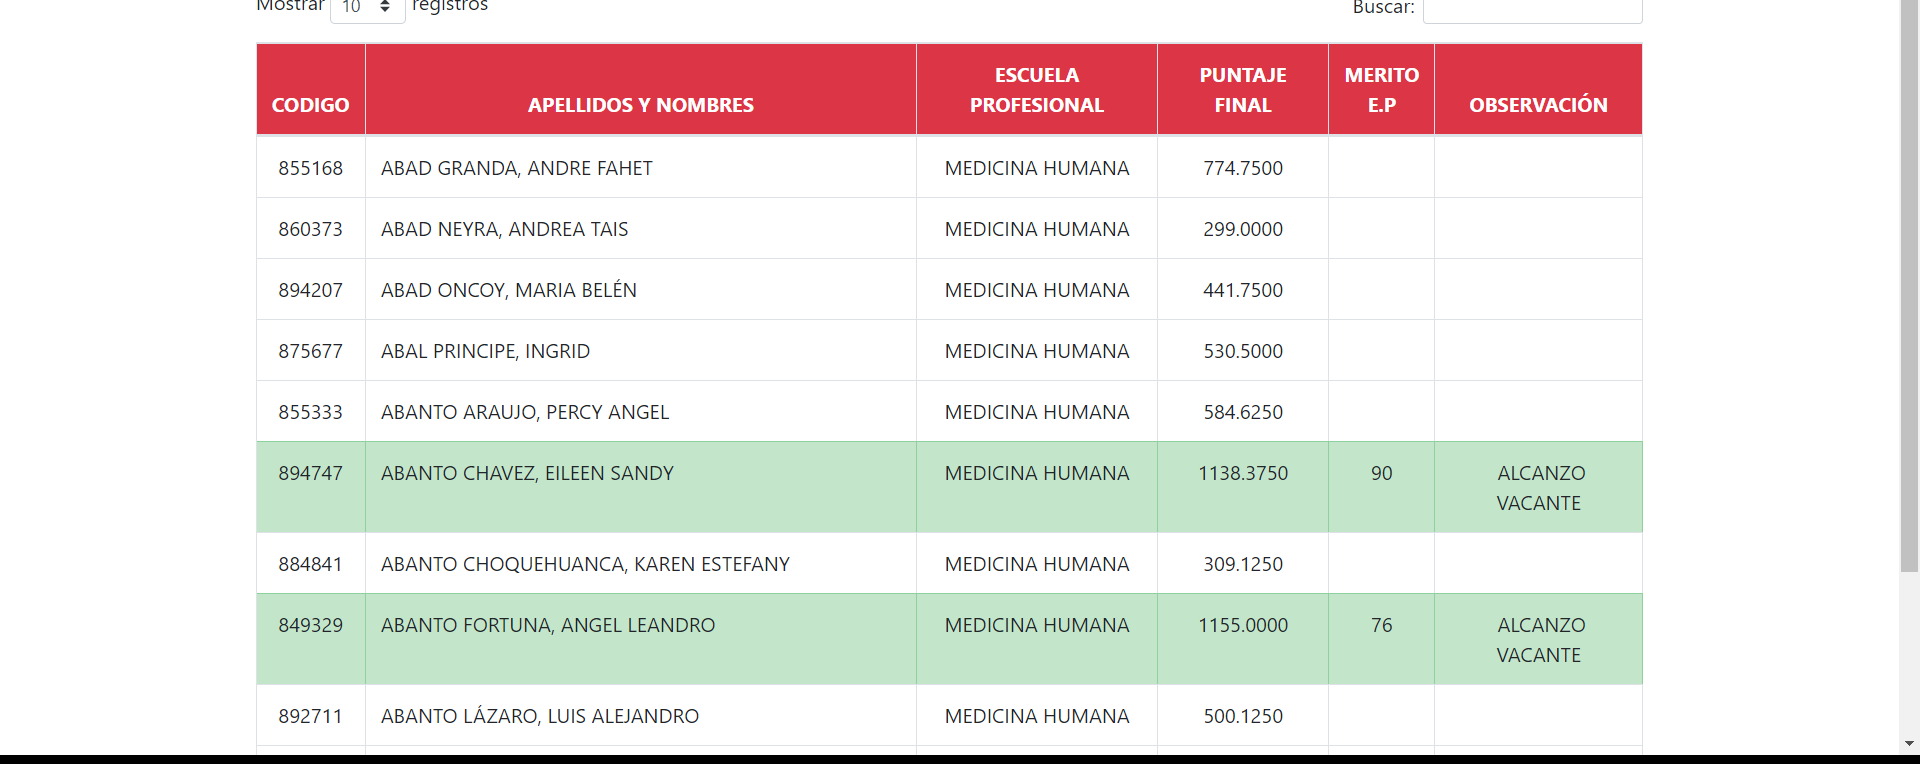 Mostrar 10 registros Buscar:
CODIGO APELLIDOS Y NOMBRES ESCUELA PROFESIONAL PUNTAJE FINAL MERITO E.P OBSERVACIÓN
855168 ABAD GRANDA, ANDRE FAHET MEDICINA HUMANA 774.7500
860373 ABAD NEYRA, ANDREA TAIS MEDICINA HUMANA 299.0000
894207 ABAD ONCOY, MARIA BELÉN MEDICINA HUMANA 441.7500
875677 ABAL PRINCIPE, INGRID MEDICINA HUMANA 530.5000
855333 ABANTO ARAUJO, PERCY ANGEL MEDICINA HUMANA 584.6250
894747 ABANTO CHAVEZ, EILEEN SANDY MEDICINA HUMANA 1138.3750 90 ALCANZO VACANTE
884841 ABANTO CHOQUEHUANCA, KAREN ESTEFANY MEDICINA HUMANA 309.1250
849329 ABANTO FORTUNA, ANGEL LEANDRO MEDICINA HUMANA 1155.0000 76 ALCANZO VACANTE
892711 ABANTO LÁZARO, LUIS ALEJANDRO MEDICINA HUMANA 500.1250